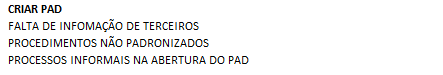 CRIAR PAD
FALTA DE INFOMAÇÃO DE TERCEIROS
PROCEDIMENTOS NÃO PADRONIZADOS
PROCESSOS INFORMAIS NA ABERTURA DO PAD